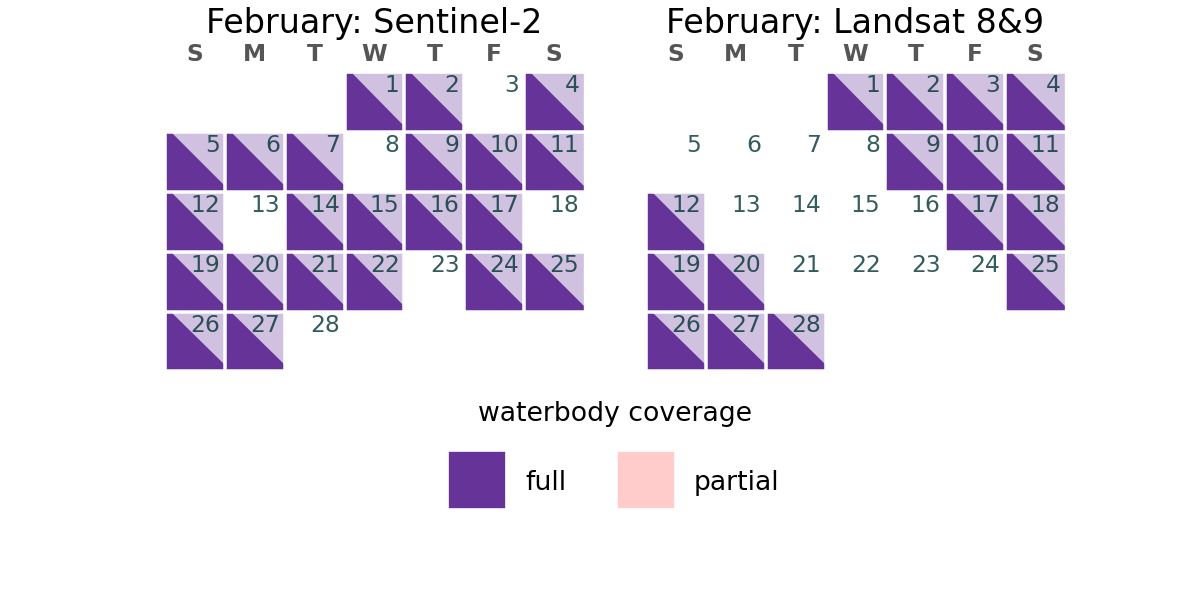 February: Sentinel-2
S M T W T F S
1 2 3 4
5 6 7 8 9 10 11
12 13 14 15 16 17 18
19 20 21 22 23 24 25
26 27 28
February: Landsat 8&9
S M T W T F S
1 2 3 4
5 6 7 8 9 10 11
12 13 14 15 16 17 18
19 20 21 22 23 24 25
26 27 28
waterbody coverage
full
partial